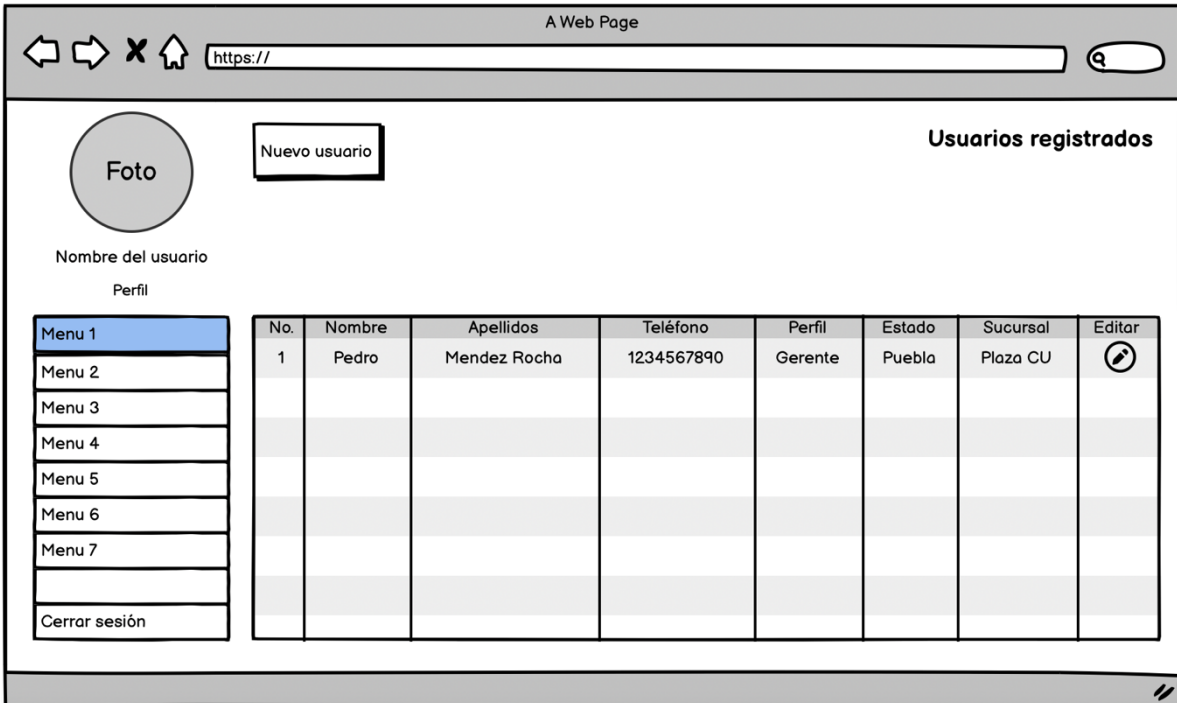 A Web Page
https://
Foto
Nuevo usuario
Usuarios registrados
Nombre del usuario
Perfil
Menu 1
Menu 2
Menu 3
Menu 4
Menu 5
Menu 6
Menu 7
Cerrar sesión
No. Nombre Apellidos Teléfono Perfil Estado Sucursal Editar
1 Pedro Mendez Rocha 1234567890 Gerente Puebla Plaza CU